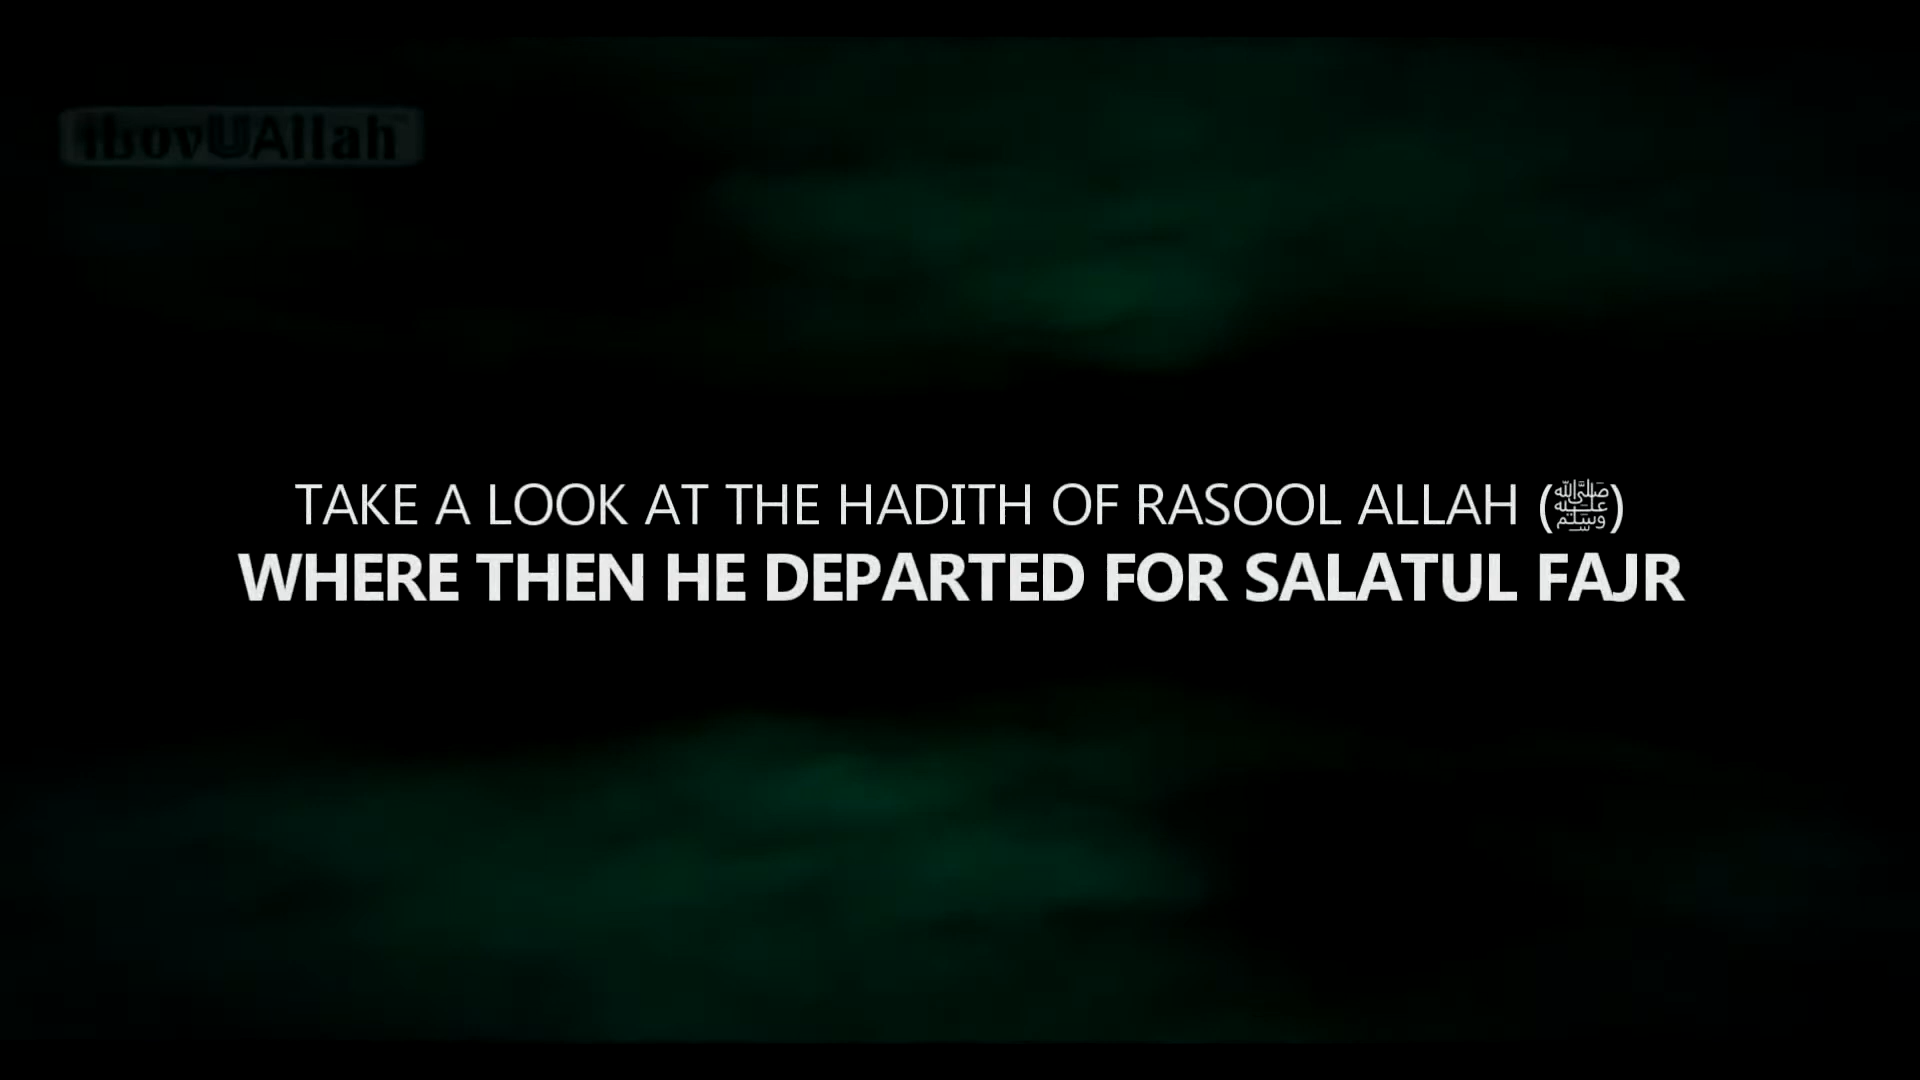 ILovUAllah
TAKE A LOOK AT THE HADITH OF RASOOL ALLAH (ﷺ)
WHERE THEN HE DEPARTED FOR SALATUL FAJR